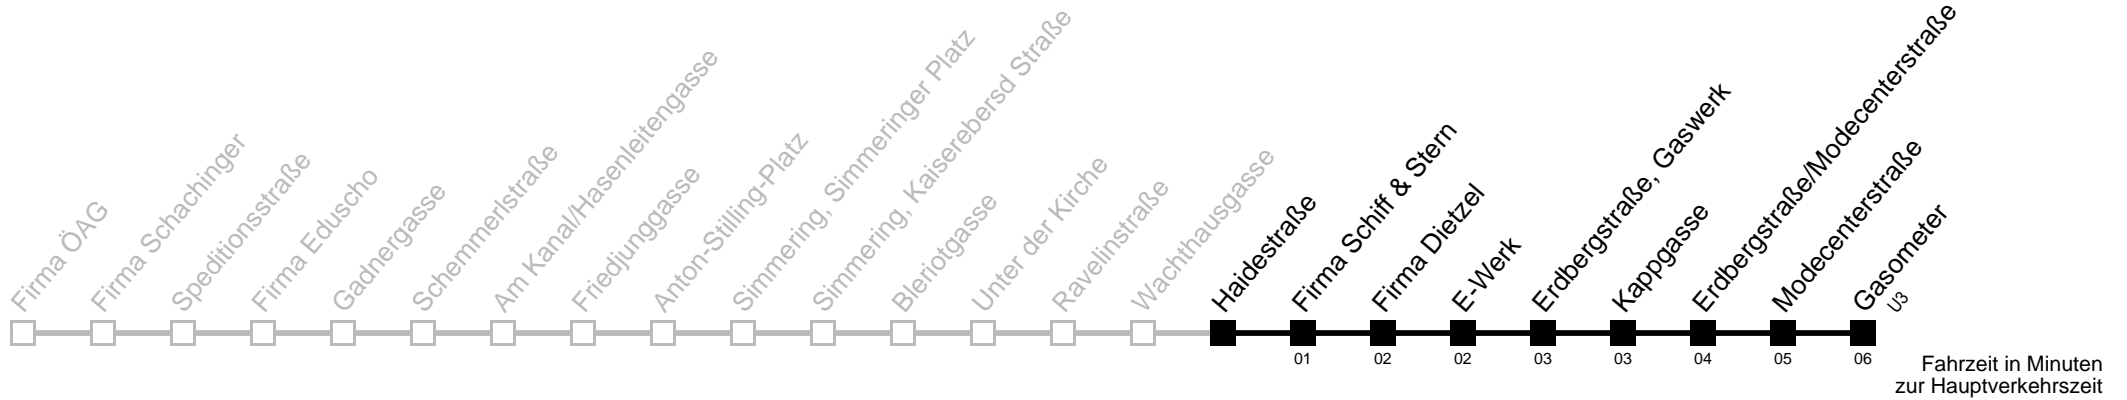 Firma ÖAG
Firma Schachinger
Speditionsstraße
Firma Eduscho
Gadnergasse
Schemmerlstraße
Am Kanal/Hasenleitengasse
Friedjunggasse
Anton-Stilling-Platz
Simmering, Simmeringer Platz
Simmering, Kaiserebersd Straße
Bleriotgasse
Unter der Kirche
Ravelinstraße
Wachthausgasse
Haidestraße
Firma Schiff & Stern
Firma Dietzel
E-Werk
Erdbergstraße, Gaswerk
Kappgasse
Erdbergstraße/Modecenterstraße
Modecenterstraße
Gasometer
U3
01 02 02 03 03 04 05 06
Fahrzeit in Minuten
zur Hauptverkehrszeit